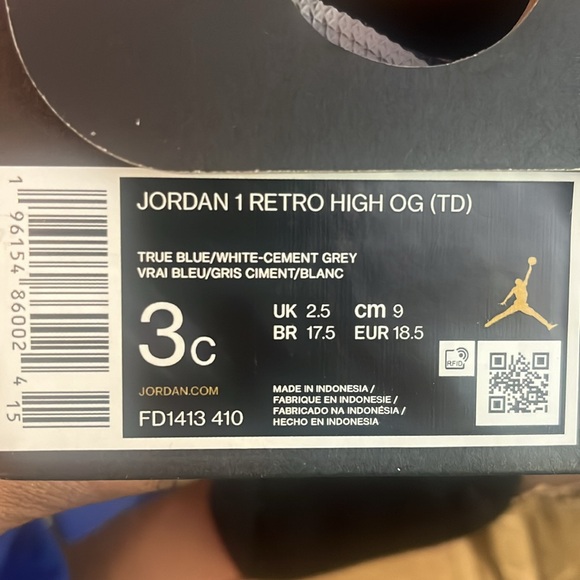 JORDAN 1 RETRO HIGH OG (TD)
TRUE BLUE/WHITE-CEMENT GREY
VRAI BLEU/GRIS CIMENT/BLANC
3C
UK 2.5 cm 9
BR 17.5 EUR 18.5
JORDAN.COM
FD1413 410
MADE IN INDONESIA /
FABRIQUE EN INDONESIE /
FABRICADO NA INDONÉSIA /
HECHO EN INDONESIA
RFID
1 96154 86002 4 15